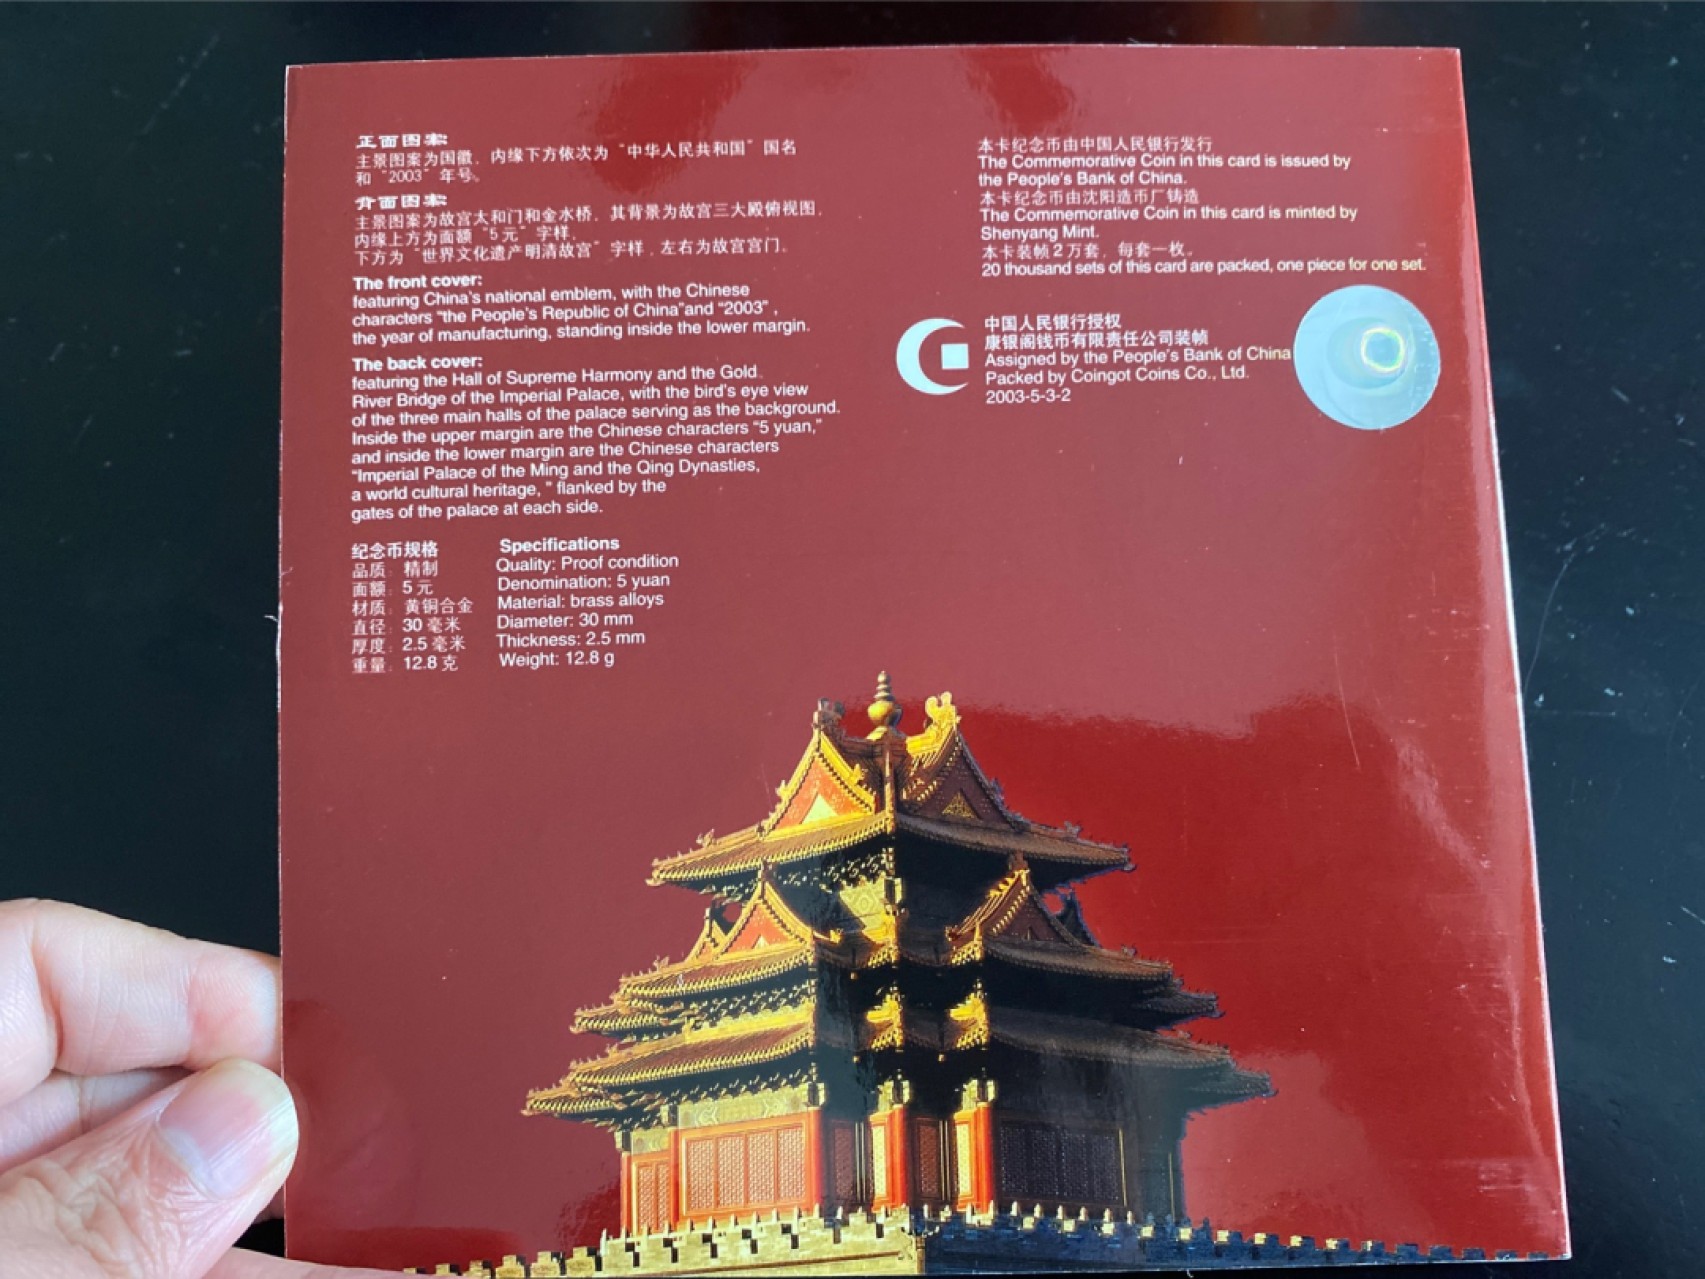 正面图案
主景图案为国徽，内缘下方依次为“中华人民共和国”国名
和“2003”年号。
背面图案
主景图案为故宫太和门和金水桥，其背景为故宫三大殿俯视图，
内缘上方为面额“5元”字样，
下方为“世界文化遗产明清故宫”字样，左右为故宫宫门。
The front cover:
featuring China's national emblem, with the Chinese
characters “the People's Republic of China”and “2003” ,
the year of manufacturing, standing inside the lower margin.
The back cover:
featuring the Hall of Supreme Harmony and the Gold
River Bridge of the Imperial Palace, with the bird's eye view
of the three main halls of the palace serving as the background.
Inside the upper margin are the Chinese characters “5 yuan,”
and inside the lower margin are the Chinese characters
“Imperial Palace of the Ming and the Qing Dynasties,
a world cultural heritage, ” flanked by the
gates of the palace at each side.
纪念币规格
品质：精制
面额：5元
材质：黄铜合金
直径：30毫米
厚度：2.5毫米
重量：12.8克
Specifications
Quality: Proof condition
Denomination: 5 yuan
Material: brass alloys
Diameter: 30 mm
Thickness: 2.5 mm
Weight: 12.8 g
本卡纪念币由中国人民银行发行
The Commemorative Coin in this card is issued by
the People's Bank of China.
本卡纪念币由沈阳造币厂铸造
The Commemorative Coin in this card is minted by
Shenyang Mint.
本卡装帧2万套，每套一枚。
20 thousand sets of this card are packed, one piece for one set.
中国人民银行授权
康银阁钱币有限责任公司装帧
Assigned by the People's Bank of China
Packed by Coingot Coins Co., Ltd.
2003-5-3-2